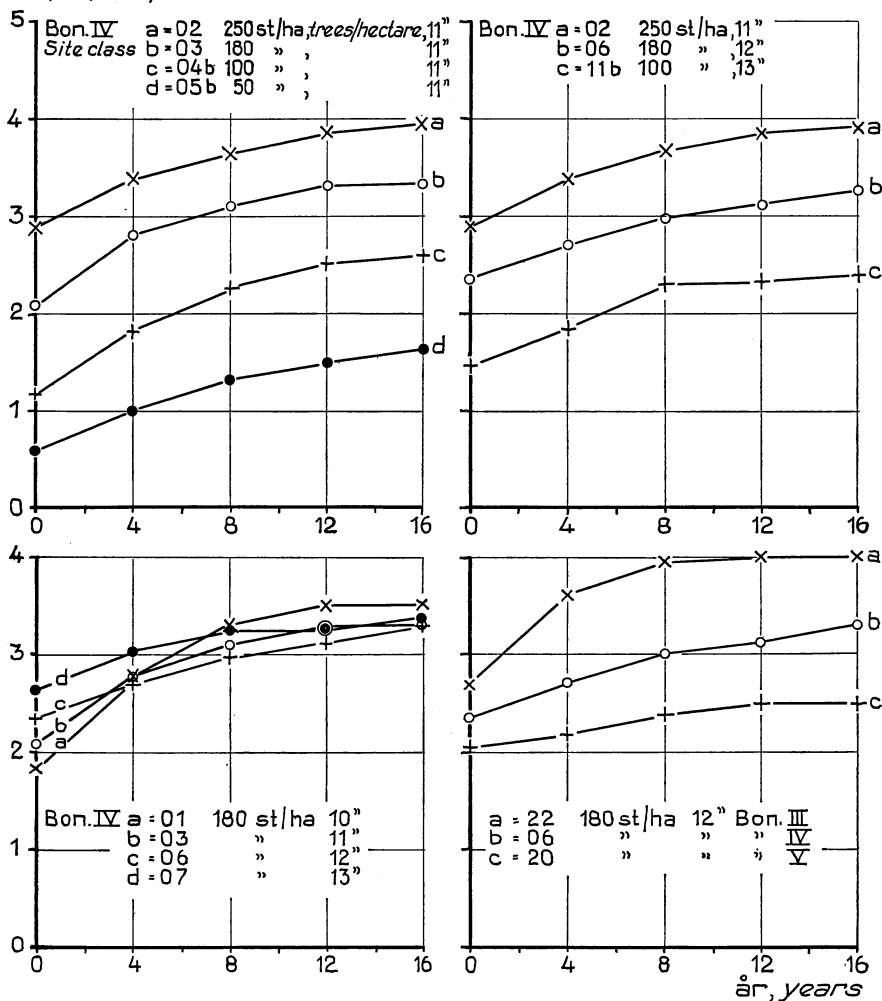 5
Bon. IV a = 02 250 st/ha, trees/hectare, 11"
Site class b = 03 180 " , 11"
c = 04b 100 " , 11"
d = 05b 50 " , 11"
4
3
2
1
0
a
b
c
d
0 4 8 12 16
Bon. IV a = 02 250 st/ha, 11"
b = 06 180 " , 12"
c = 11b 100 " , 13"
a
b
c
0 4 8 12 16
4
3
2
1
0
d
c
b
a
Bon. IV a = 01 180 st/ha 10"
b = 03 " 11"
c = 06 " 12"
d = 07 " 13"
0 4 8 12 16
a
b
c
a = 22 180 st/ha 12" Bon. III
b = 06 " " " IV
c = 20 " " " V
0 4 8 12 16
år, years